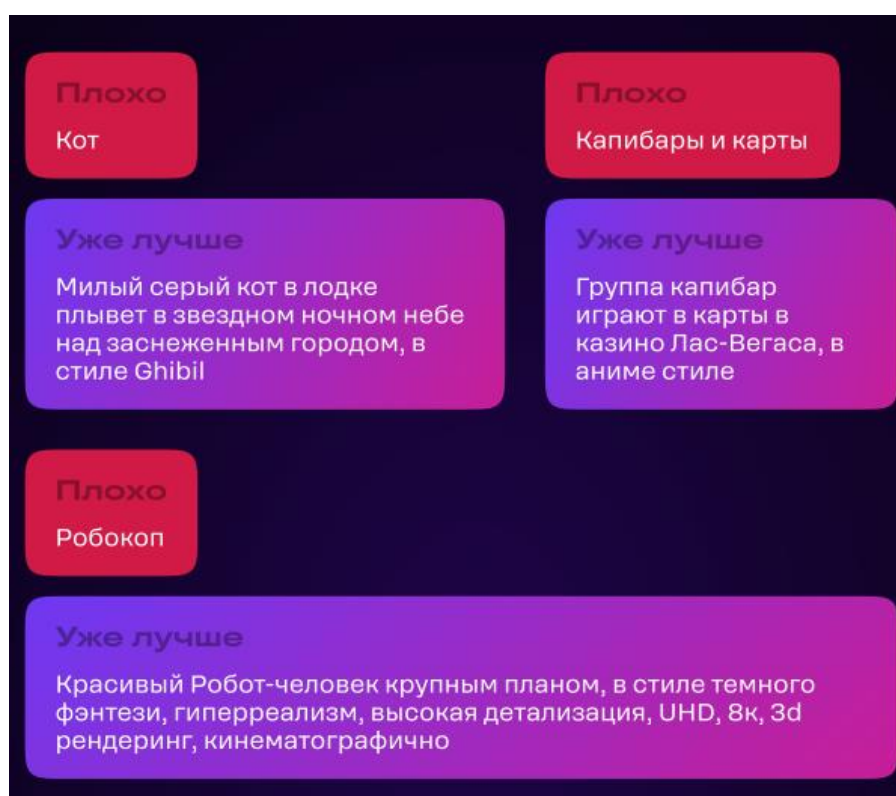 Плохо
Кот
Уже лучше
Милый серый кот в лодке
плывет в звездном ночном небе
над заснеженным городом, в
стиле Ghibil
Плохо
Капибары и карты
Уже лучше
Группа капибар
играют в карты в
казино Лас-Вегаса, в
аниме стиле
Плохо
Робокоп
Уже лучше
Красивый Робот-человек крупным планом, в стиле темного
фэнтези, гиперреализм, высокая детализация, UHD, 8к, 3d
рендеринг, кинематографично